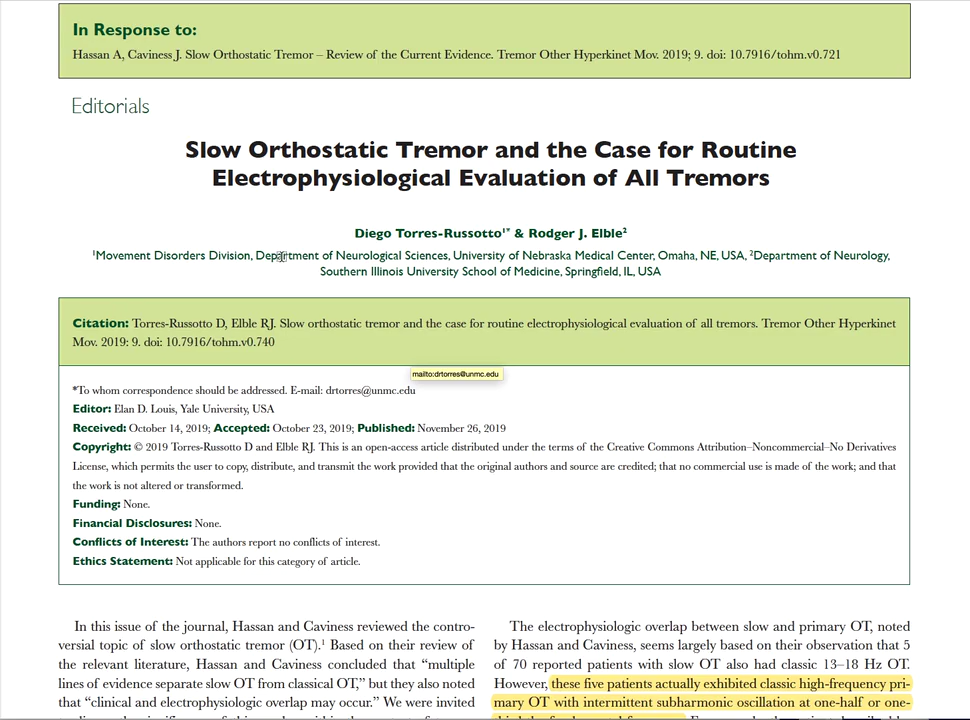 In Response to:
Hassan A, Caviness J. Slow Orthostatic Tremor – Review of the Current Evidence. Tremor Other Hyperkinet Mov. 2019; 9. doi: 10.7916/tohm.v0.721
Editorials
Slow Orthostatic Tremor and the Case for Routine
Electrophysiological Evaluation of All Tremors
Diego Torres-Russotto1* & Rodger J. Elble2
1Movement Disorders Division, Department of Neurological Sciences, University of Nebraska Medical Center, Omaha, NE, USA, 2Department of Neurology,
Southern Illinois University School of Medicine, Springfield, IL, USA
Citation: Torres-Russotto D, Elble RJ. Slow orthostatic tremor and the case for routine electrophysiological evaluation of all tremors. Tremor Other Hyperkinet
Mov. 2019: 9. doi: 10.7916/tohm.v0.740
mailto:drtorres@unmc.edu
*To whom correspondence should be addressed. E-mail: drtorres@unmc.edu
Editor: Elan D. Louis, Yale University, USA
Received: October 14, 2019; Accepted: October 23, 2019; Published: November 26, 2019
Copyright: © 2019 Torres-Russotto D and Elble RJ. This is an open-access article distributed under the terms of the Creative Commons Attribution–Noncommercial–No Derivatives
License, which permits the user to copy, distribute, and transmit the work provided that the original authors and source are credited; that no commercial use is made of the work; and that
the work is not altered or transformed.
Funding: None.
Financial Disclosures: None.
Conflicts of Interest: The authors report no conflicts of interest.
Ethics Statement: Not applicable for this category of article.
In this issue of the journal, Hassan and Caviness reviewed the contro-
versial topic of slow orthostatic tremor (OT).1 Based on their review of
the relevant literature, Hassan and Caviness concluded that “multiple
lines of evidence separate slow OT from classical OT,” but they also noted
that “clinical and electrophysiologic overlap may occur.” We were invited
The electrophysiologic overlap between slow and primary OT, noted
by Hassan and Caviness, seems largely based on their observation that 5
of 70 reported patients with slow OT also had classic 13–18 Hz OT.
However, these five patients actually exhibited classic high-frequency pri-
mary OT with intermittent subharmonic oscillation at one-half or one-